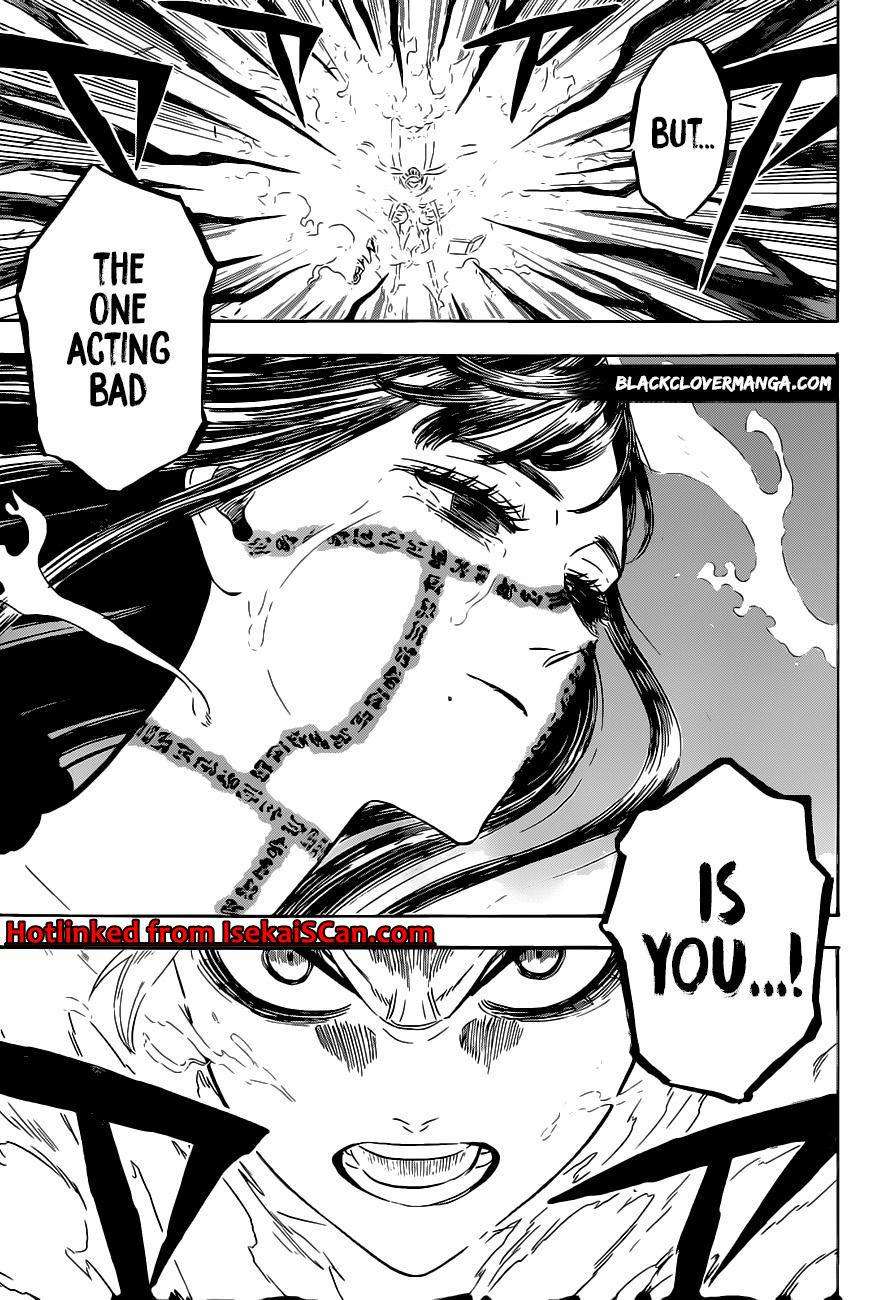 BUT...
THE
ONE
ACTING
BAD
BLACKCLOVERMANGA.COM
IS
YOU...!
Hotlinked from IsekaiSCan.com